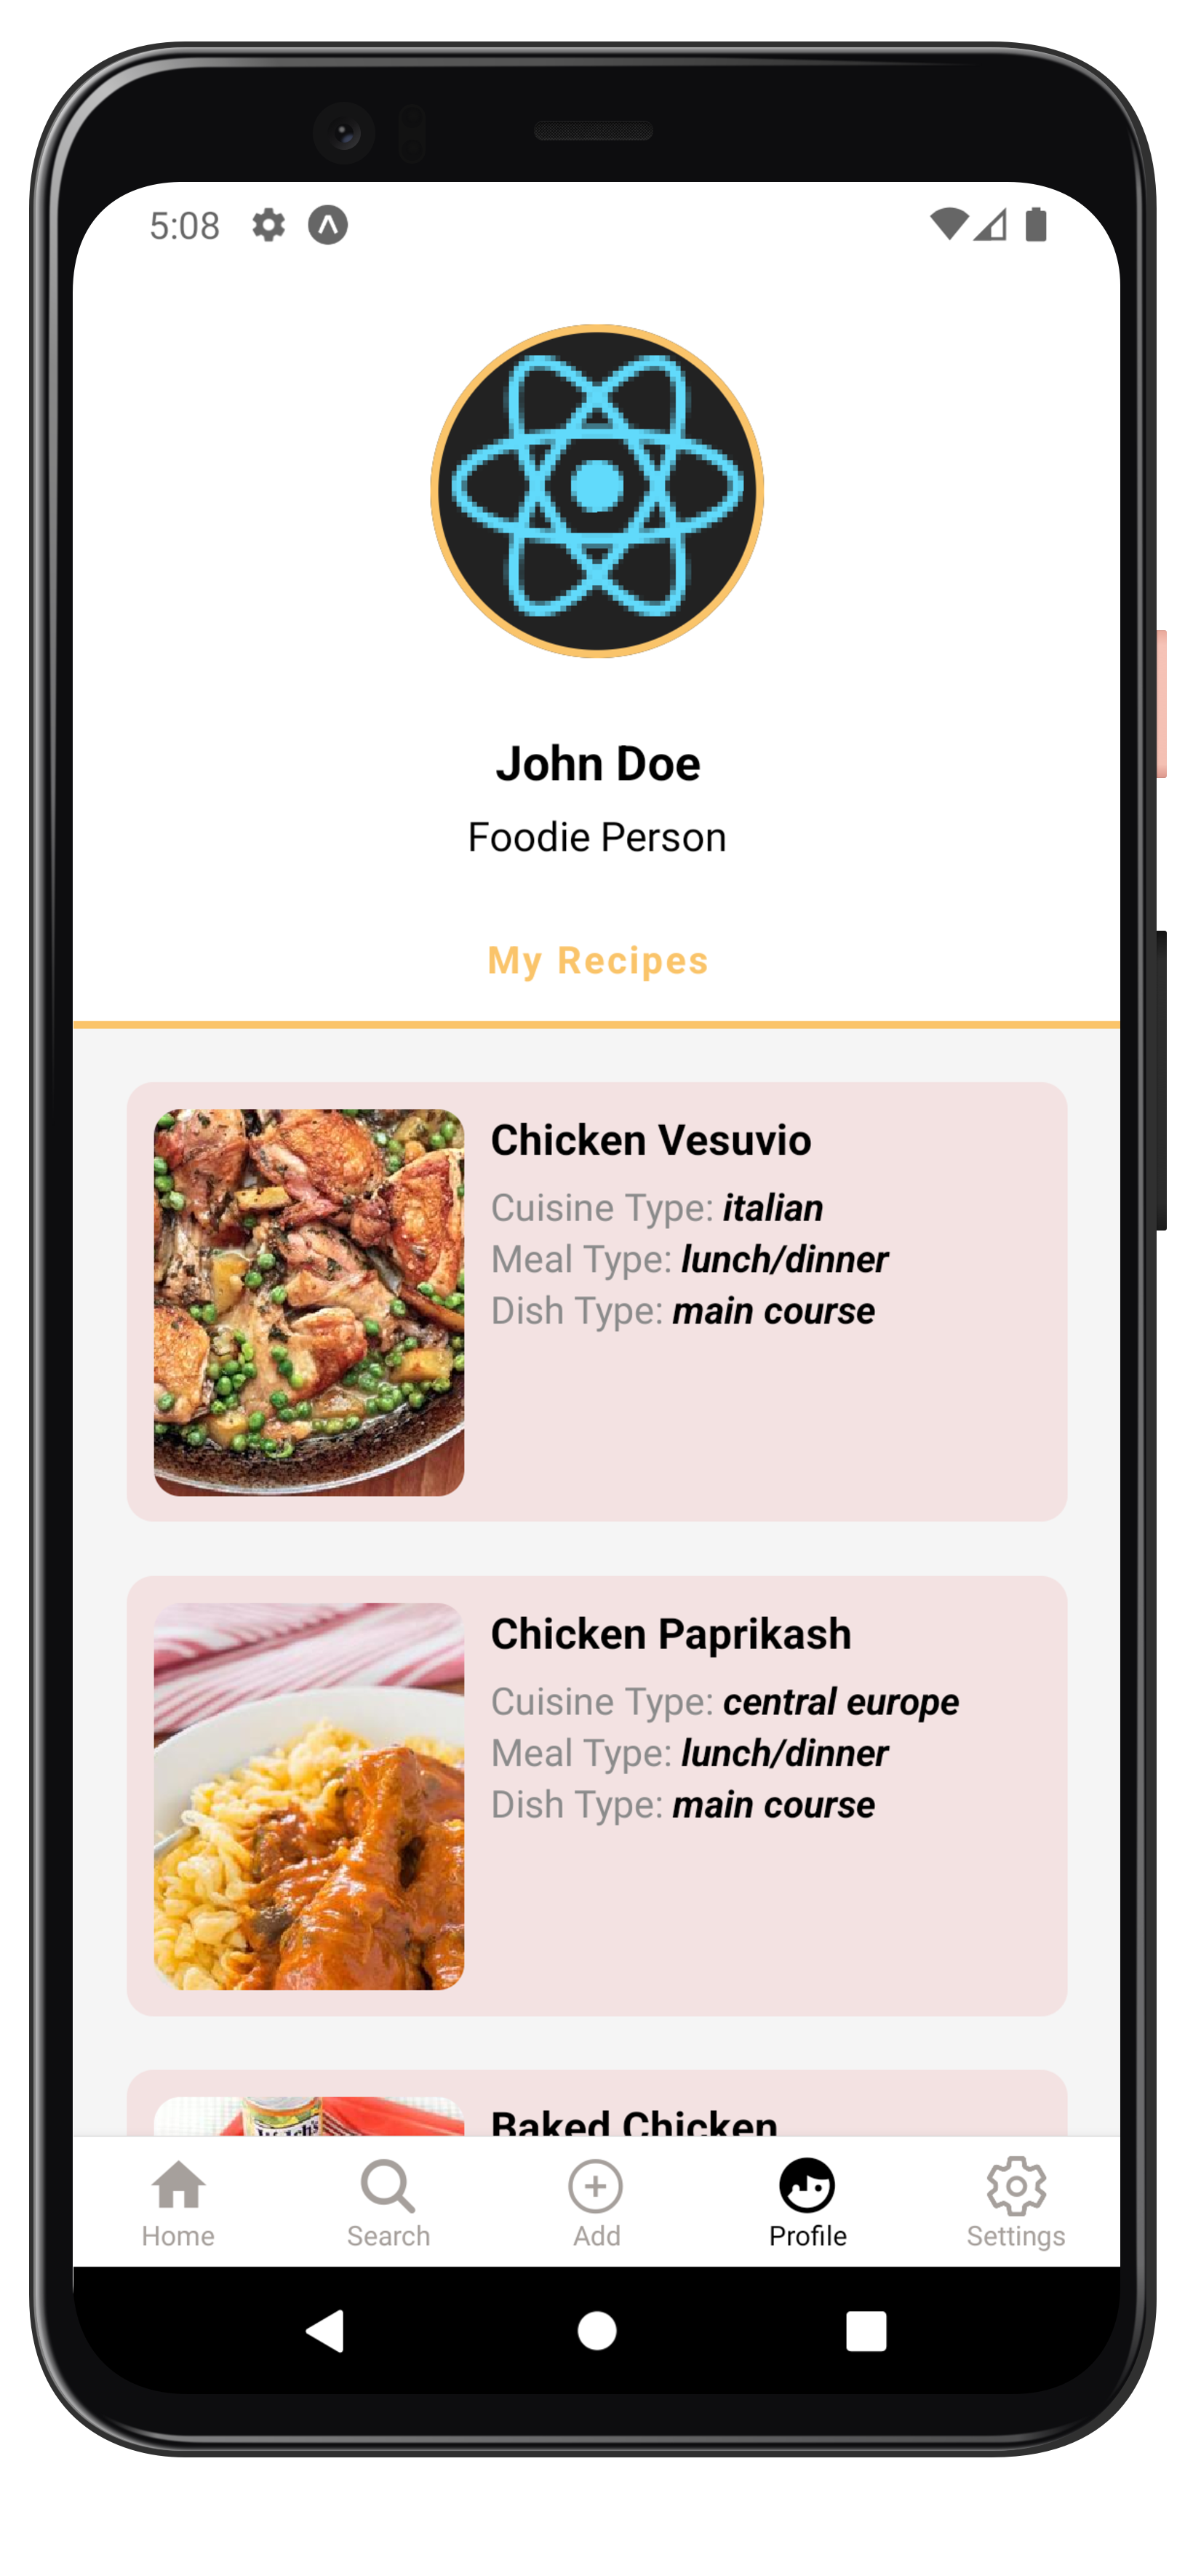 5:08
John Doe
Foodie Person
My Recipes
Chicken Vesuvio
Cuisine Type: italian
Meal Type: lunch/dinner
Dish Type: main course
Chicken Paprikash
Cuisine Type: central europe
Meal Type: lunch/dinner
Dish Type: main course
Welch's
Baked Chicken
Home
Search
Add
Profile
Settings